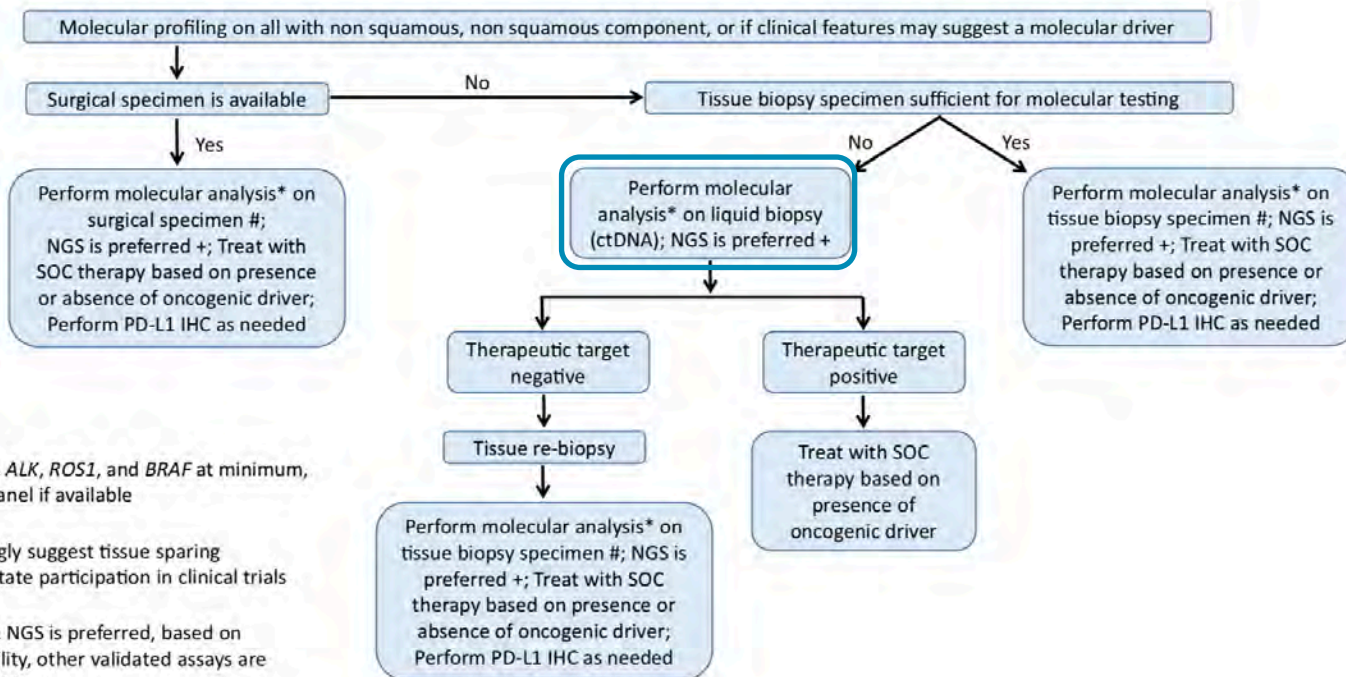 Molecular profiling on all with non squamous, non squamous component, or if clinical features may suggest a molecular driver
Surgical specimen is available
No
Tissue biopsy specimen sufficient for molecular testing
Yes
No
Yes
Perform molecular analysis* on
surgical specimen #;
NGS is preferred +; Treat with
SOC therapy based on presence
or absence of oncogenic driver;
Perform PD-L1 IHC as needed
Perform molecular
analysis* on liquid biopsy
(ctDNA); NGS is preferred +
Perform molecular analysis* on
tissue biopsy specimen #; NGS is
preferred +; Treat with SOC
therapy based on presence or
absence of oncogenic driver;
Perform PD-L1 IHC as needed
Therapeutic target
negative
Therapeutic target
positive
Tissue re-biopsy
Treat with SOC
therapy based on
presence of
oncogenic driver
Perform molecular analysis* on
tissue biopsy specimen #; NGS is
preferred +; Treat with SOC
therapy based on presence or
absence of oncogenic driver;
Perform PD-L1 IHC as needed
ALK, ROS1, and BRAF at minimum,
if available
suggest tissue sparing
participation in clinical trials
NGS is preferred, based on
other validated assays are